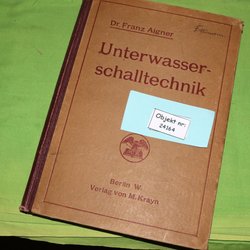 Dr. Franz Aigner
Unterwasser-
schalltechnik
Objekt nr:
24164
Berlin W.
Verlag von M. Krayn